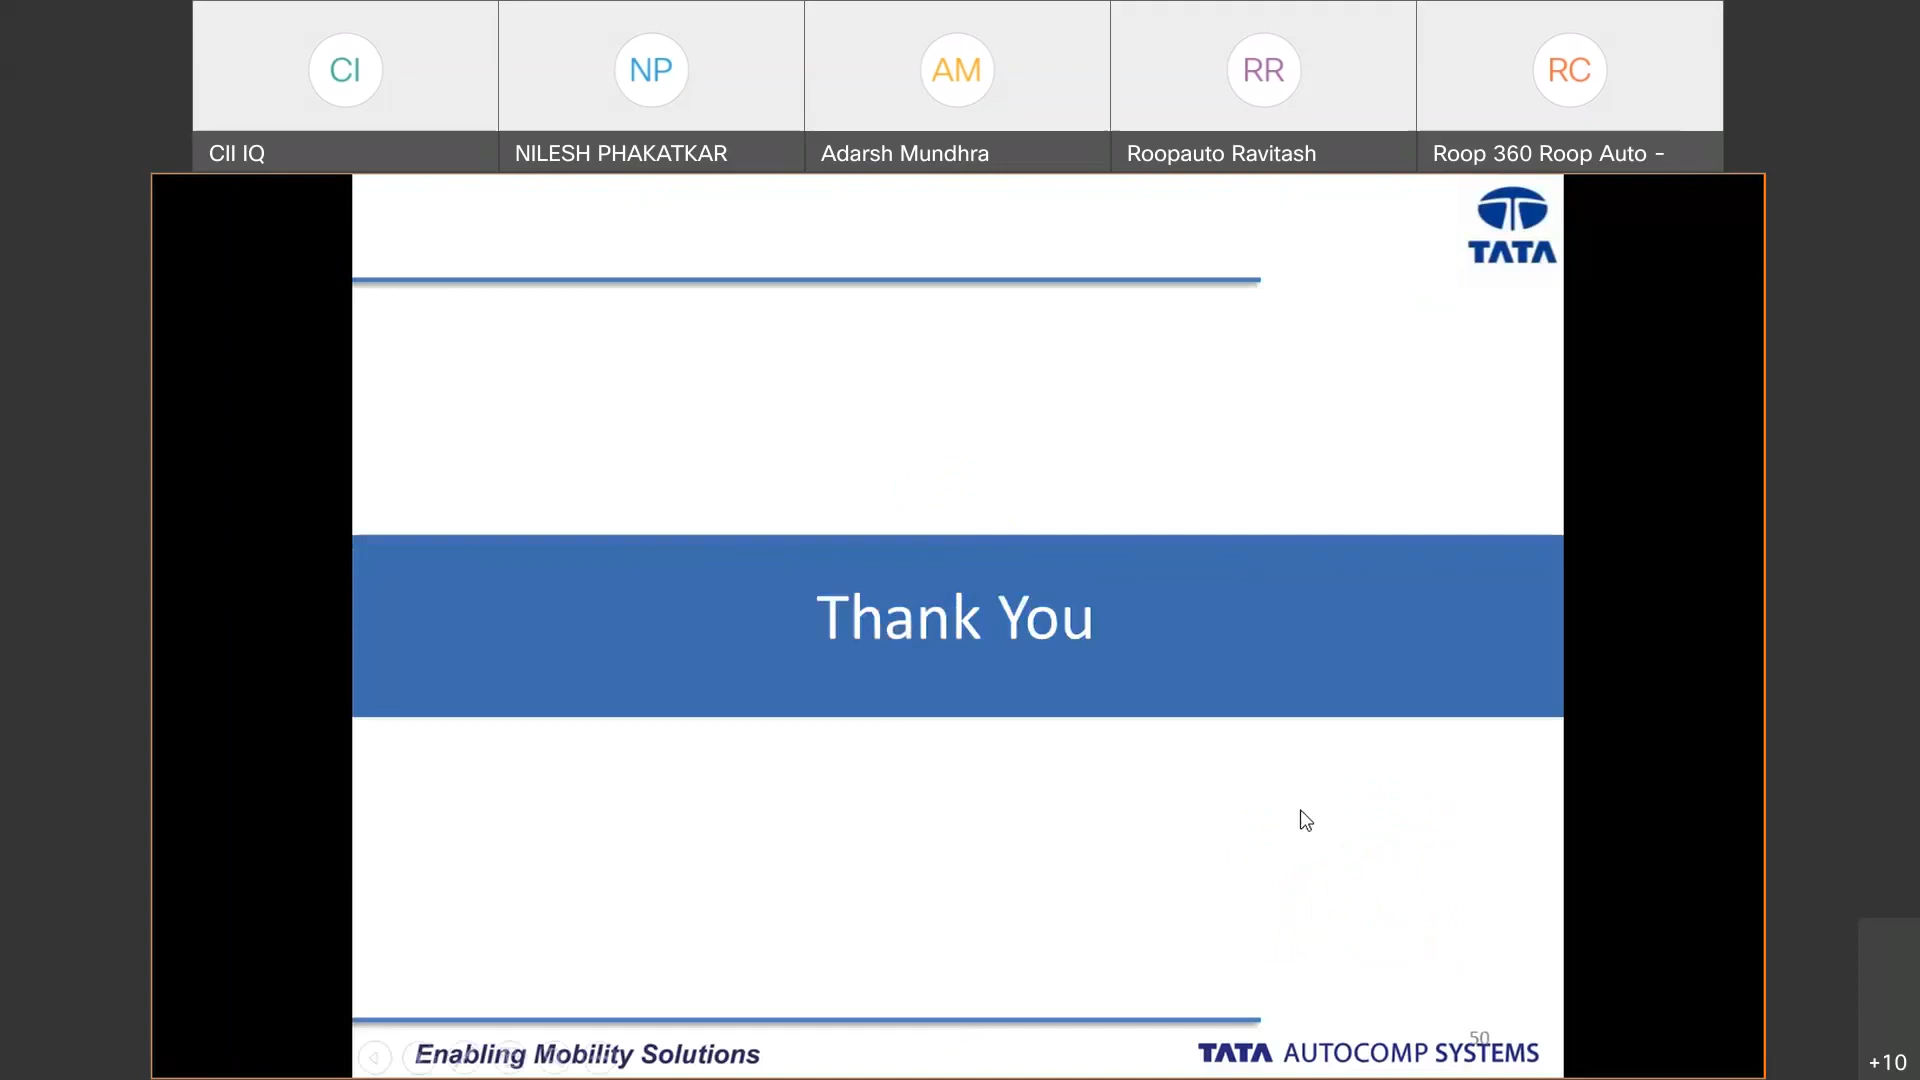 CI
NP
AM
RR
RC
CII IQ
NILESH PHAKATKAR
Adarsh Mundhra
Roopauto Ravitash
Roop 360 Roop Auto -
TATA
Thank You
50
Enabling Mobility Solutions
TATA AUTOCOMP SYSTEMS
+10